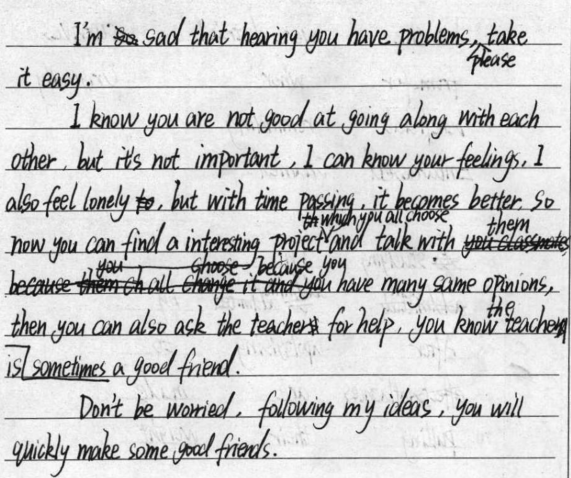 I'm so sad that hearing you have problems, please take
it easy.
I know you are not good at going along with each
other, but it's not important, I can know your feelings, I
also feel lonely to, but with time passing, it becomes better so
now you can find a interesting project which you all choose and talk with them you classmates,
because you all choose change it and because you have many same opinions,
then you can also ask the teachers for help, you know the teacher
is sometimes a good friend.
Don't be worried, following my ideas, you will
quickly make some good friends.